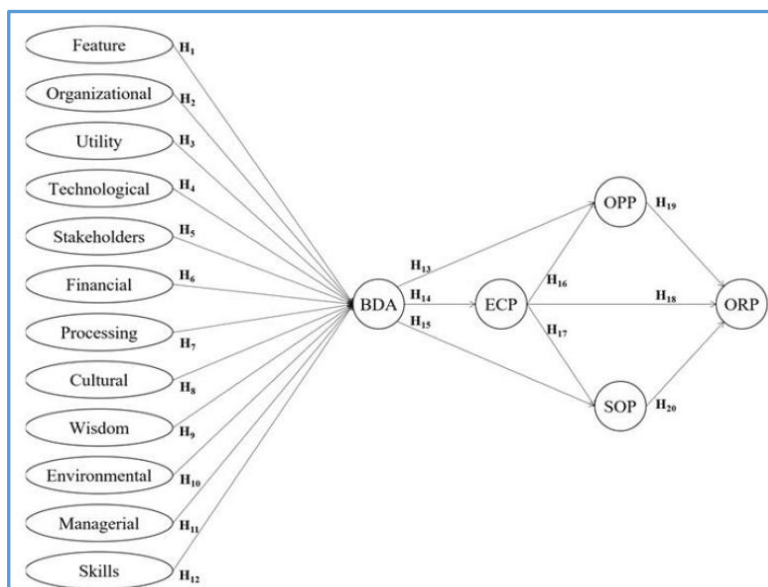 Feature
H1
Organizational
H2
Utility
H3
Technological
H4
Stakeholders
H5
Financial
H6
Processing
H7
Cultural
H8
Wisdom
H9
Environmental
H10
Managerial
H11
Skills
H12
BDA
H13
H14
H15
ECP
H16
H17
OPP
H18
SOP
H19
H20
ORP